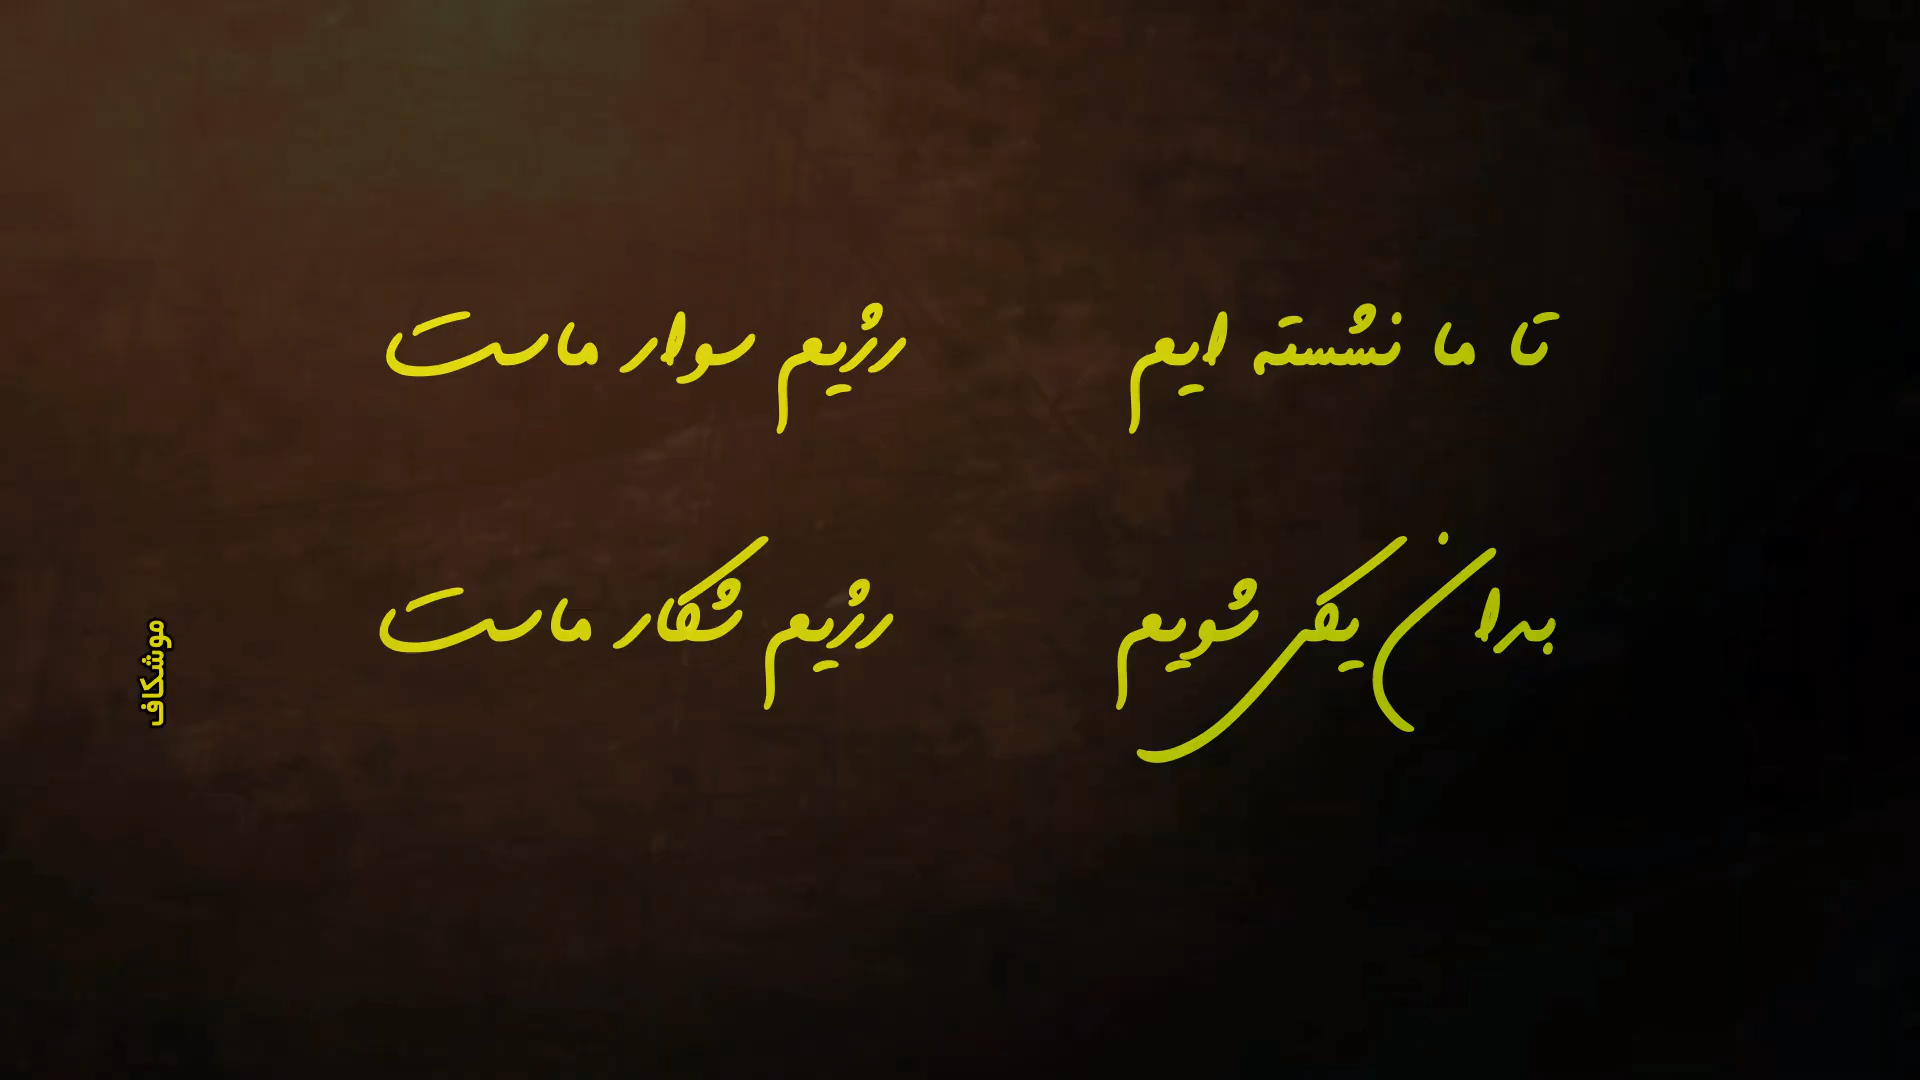 تا ما نشسته ایم رژیم سوار ماست
بدان یکی شویم رژیم شکار ماست
موشکاف